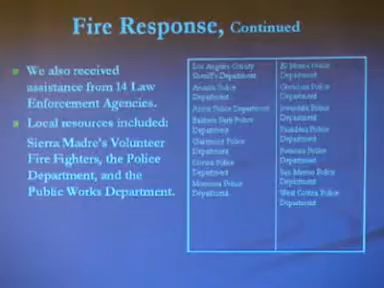 Fire Response, Continued
We also received
assistance from 14 Law
Enforcement Agencies.
Local resources included:
Sierra Madre's Volunteer
Fire Fighters, the Police
Department, and the
Public Works Department.
Los Angeles County
Sheriff's Department
Arcadia Police
Department
Azusa Police Department
Baldwin Park Police
Department
Claremont Police
Department
Covina Police
Department
Monrovia Police
Department
El Monte Police
Department
Glendora Police
Department
Irwindale Police
Department
Pasadena Police
Department
Pomona Police
Department
San Marino Police
Department
West Covina Police
Department